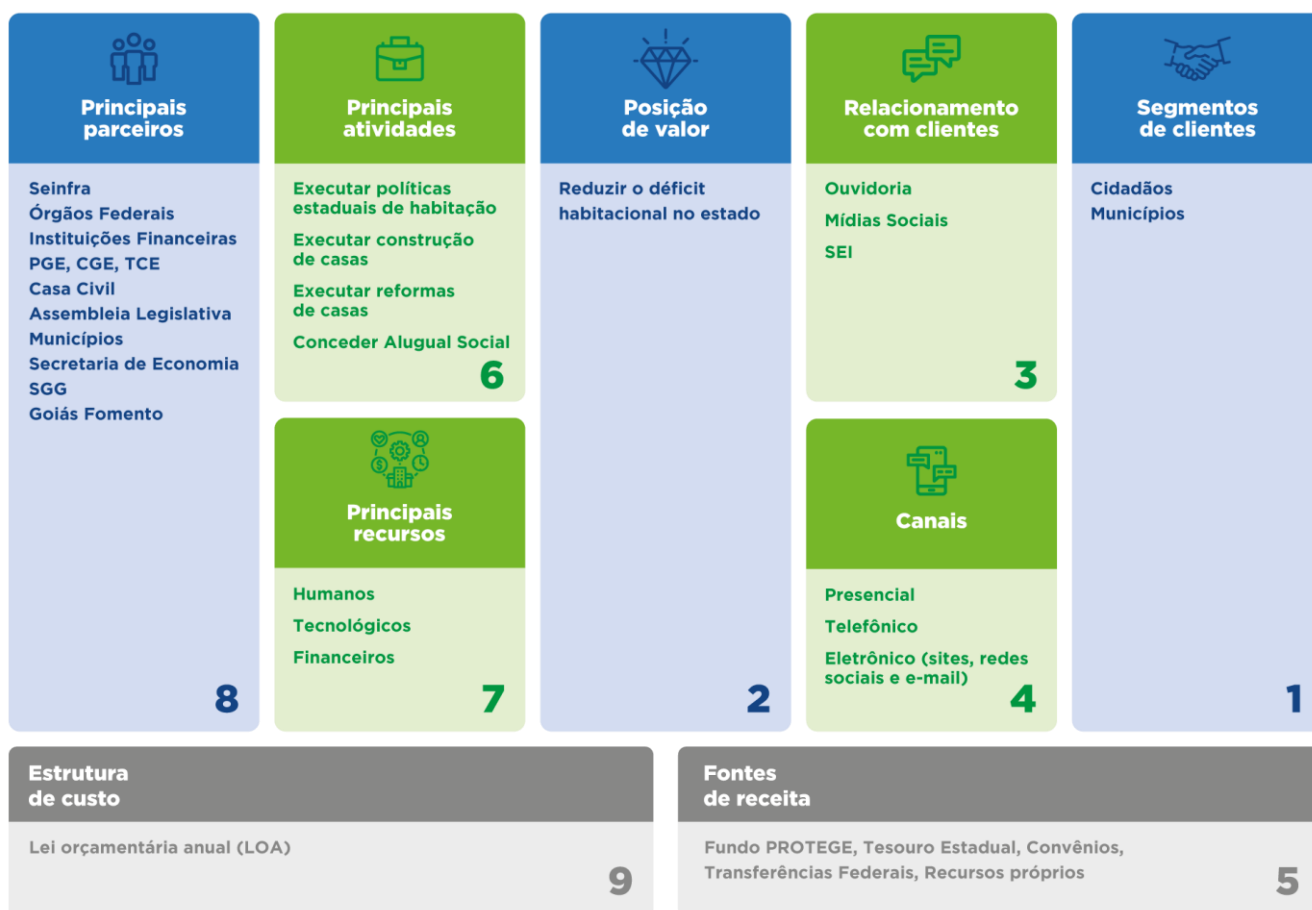 Principais
parceiros
Seinfra
Órgãos Federais
Instituições Financeiras
PGE, CGE, TCE
Casa Civil
Assembleia Legislativa
Municípios
Secretaria de Economia
SGG
Goiás Fomento
8
Principais
atividades
Executar políticas
estaduais de habitação
Executar construção
de casas
Executar reformas
de casas
Conceder Alugual Social
6
Principais
recursos
Humanos
Tecnológicos
Financeiros
7
Posição
de valor
Reduzir o déficit
habitacional no estado
2
Relacionamento
com clientes
Ouvidoria
Mídias Sociais
SEI
3
Canais
Presencial
Telefônico
Eletrônico (sites, redes
sociais e e-mail)
4
Segmentos
de clientes
Cidadãos
Municípios
1
Estrutura
de custo
Lei orçamentária anual (LOA)
9
Fontes
de receita
Fundo PROTEGE, Tesouro Estadual, Convênios,
Transferências Federais, Recursos próprios
5